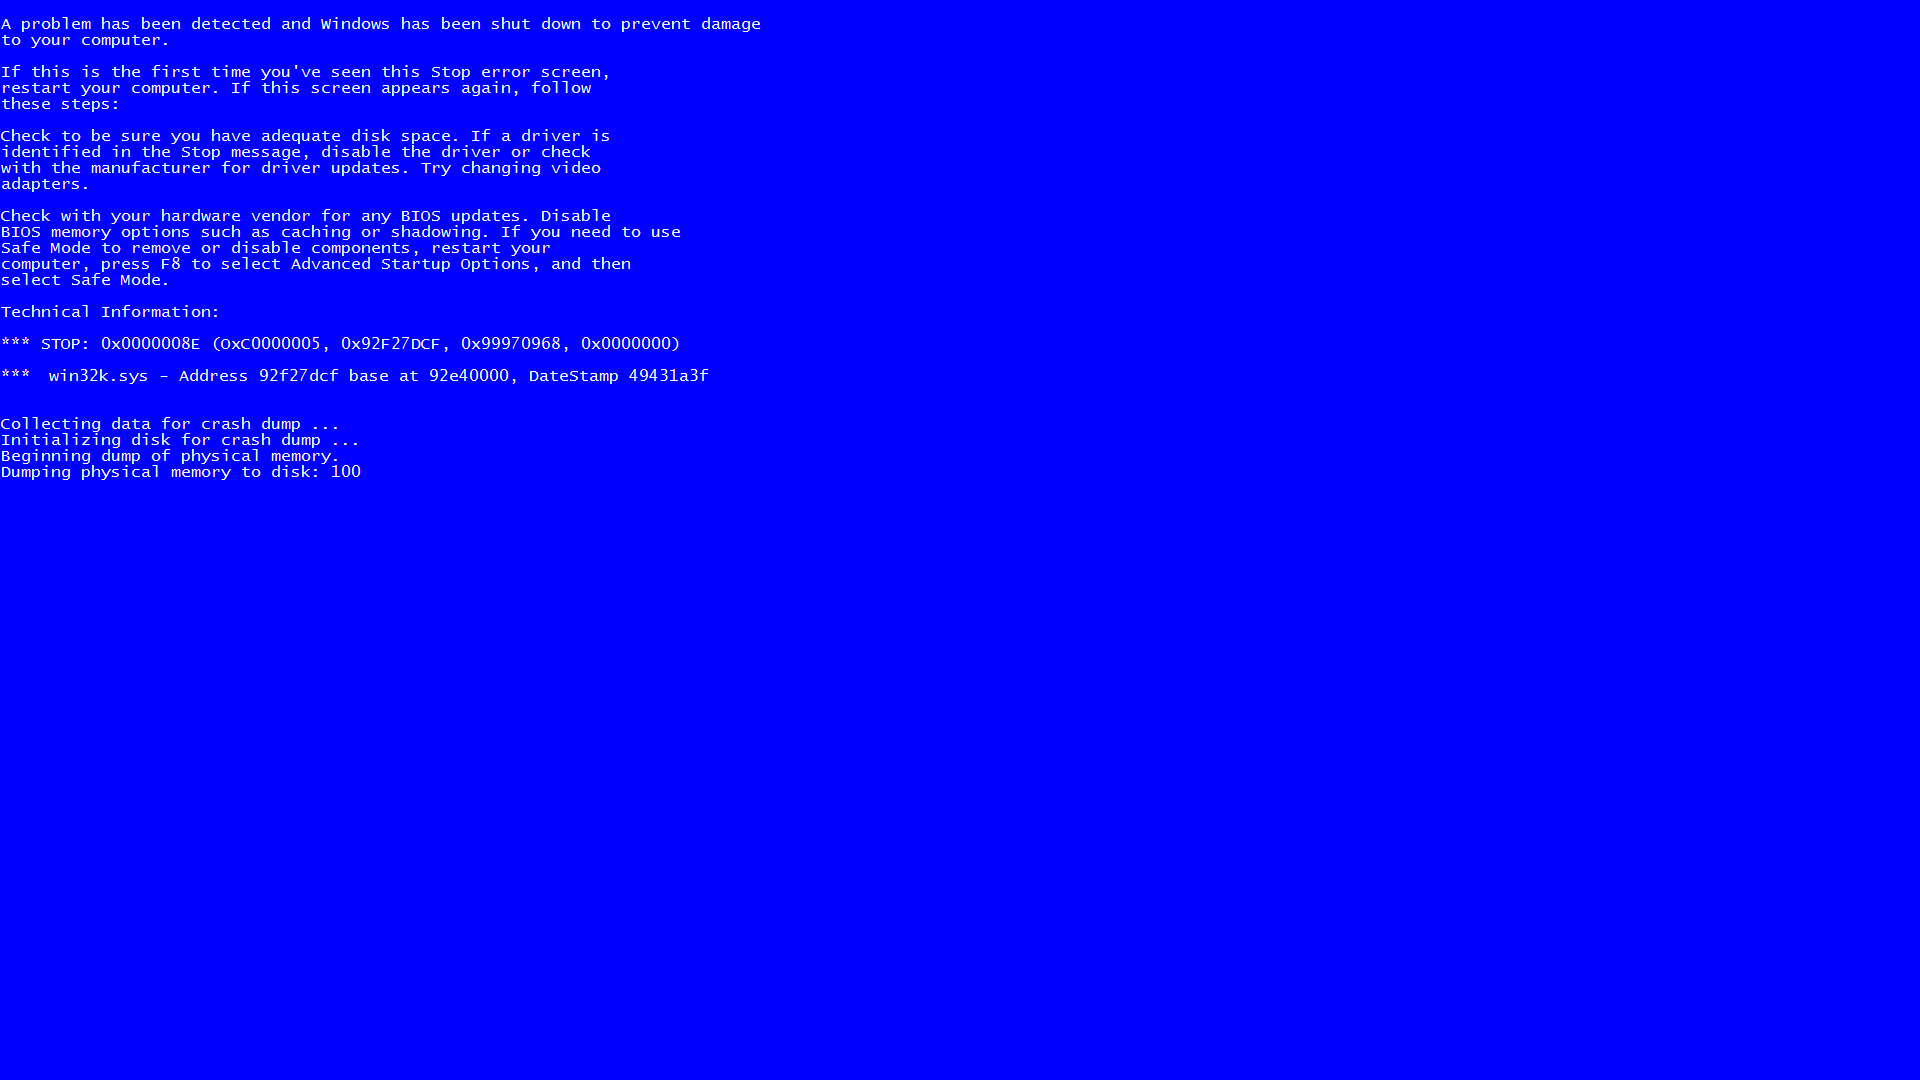 A problem has been detected and Windows has been shut down to prevent damage
to your computer.
If this is the first time you've seen this Stop error screen,
restart your computer. If this screen appears again, follow
these steps:
Check to be sure you have adequate disk space. If a driver is
identified in the Stop message, disable the driver or check
with the manufacturer for driver updates. Try changing video
adapters.
Check with your hardware vendor for any BIOS updates. Disable
BIOS memory options such as caching or shadowing. If you need to use
Safe Mode to remove or disable components, restart your
computer, press F8 to select Advanced Startup Options, and then
select Safe Mode.
Technical Information:
*** STOP: 0x0000008E (0xC0000005, 0x92F27DCF, 0x99970968, 0x0000000)
***  win32k.sys - Address 92f27dcf base at 92e40000, DateStamp 49431a3f
Collecting data for crash dump ...
Initializing disk for crash dump ...
Beginning dump of physical memory.
Dumping physical memory to disk: 100